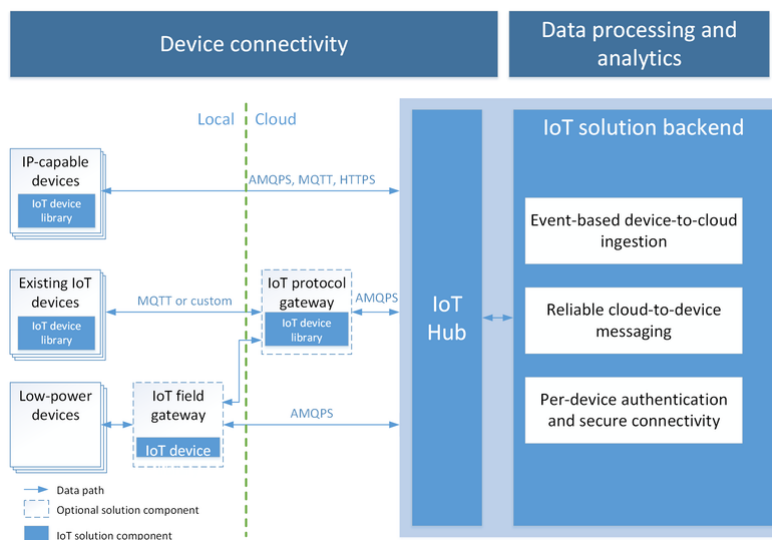 Device connectivity
Data processing and
analytics
Local
Cloud
IoT solution backend
IP-capable
devices
IoT device
library
AMQPS, MQTT, HTTPS
Event-based device-to-cloud
ingestion
Existing IoT
devices
IoT device
library
MQTT or custom
IoT protocol
gateway
IoT device
library
AMQPS
IoT
Hub
Reliable cloud-to-device
messaging
Low-power
devices
IoT field
gateway
IoT device
AMQPS
Per-device authentication
and secure connectivity
Data path
Optional solution component
IoT solution component